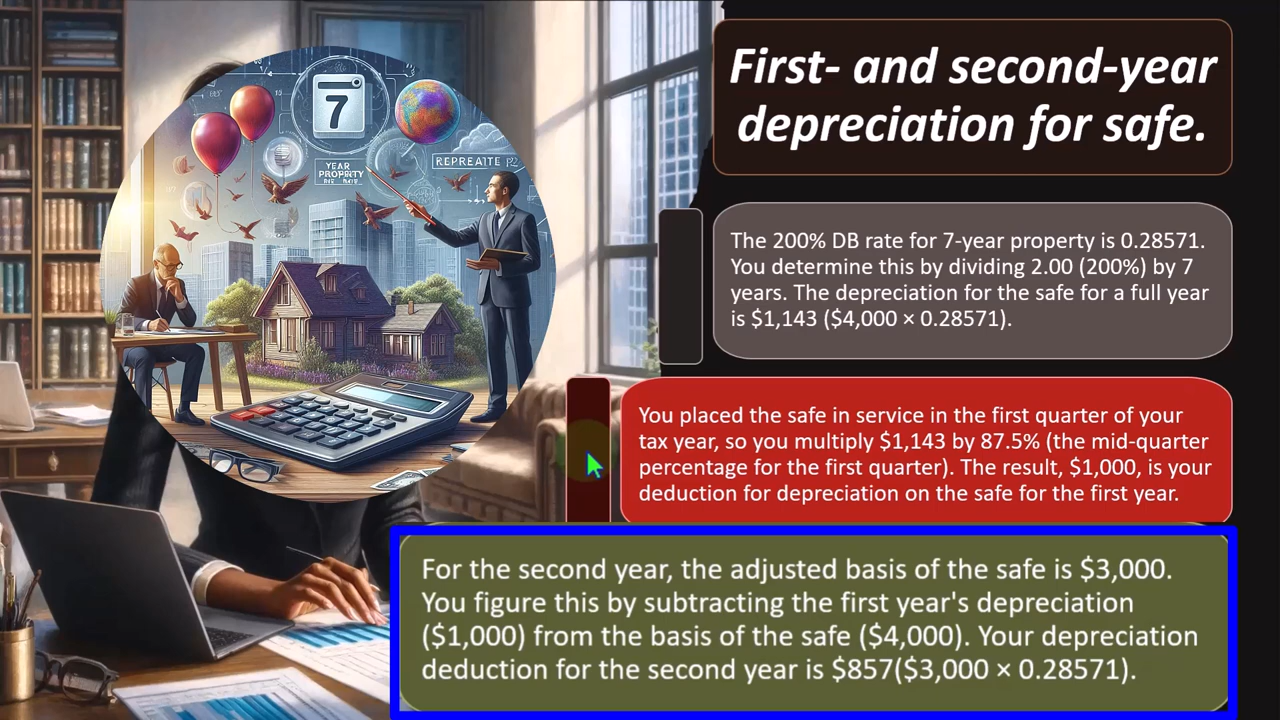 First- and second-year
depreciation for safe.
The 200% DB rate for 7-year property is 0.28571.
You determine this by dividing 2.00 (200%) by 7
years. The depreciation for the safe for a full year
is $1,143 ($4,000 × 0.28571).
You placed the safe in service in the first quarter of your
tax year, so you multiply $1,143 by 87.5% (the mid-quarter
percentage for the first quarter). The result, $1,000, is your
deduction for depreciation on the safe for the first year.
For the second year, the adjusted basis of the safe is $3,000.
You figure this by subtracting the first year's depreciation
($1,000) from the basis of the safe ($4,000). Your depreciation
deduction for the second year is $857($3,000 × 0.28571).
7
YEAR
PROPERTY
REPREATE